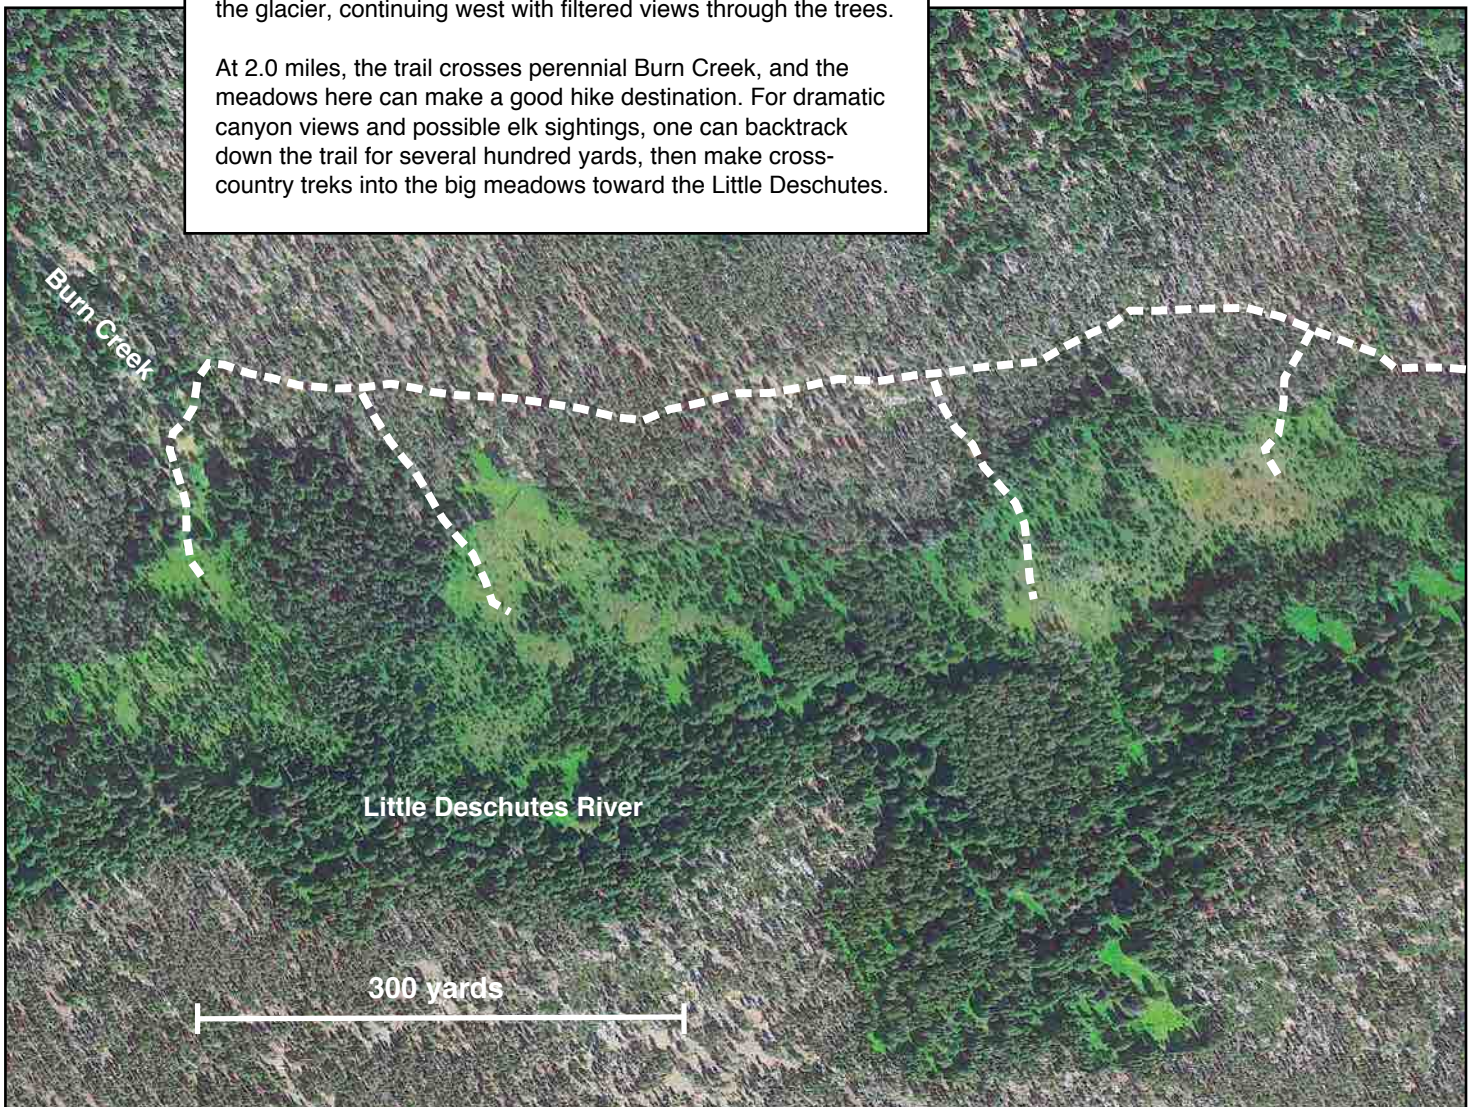 the glacier, continuing west with filtered views through the trees.
At 2.0 miles, the trail crosses perennial Burn Creek, and the
meadows here can make a good hike destination. For dramatic
canyon views and possible elk sightings, one can backtrack
down the trail for several hundred yards, then make cross-
country treks into the big meadows toward the Little Deschutes.
Burn Creek
Little Deschutes River
300 yards